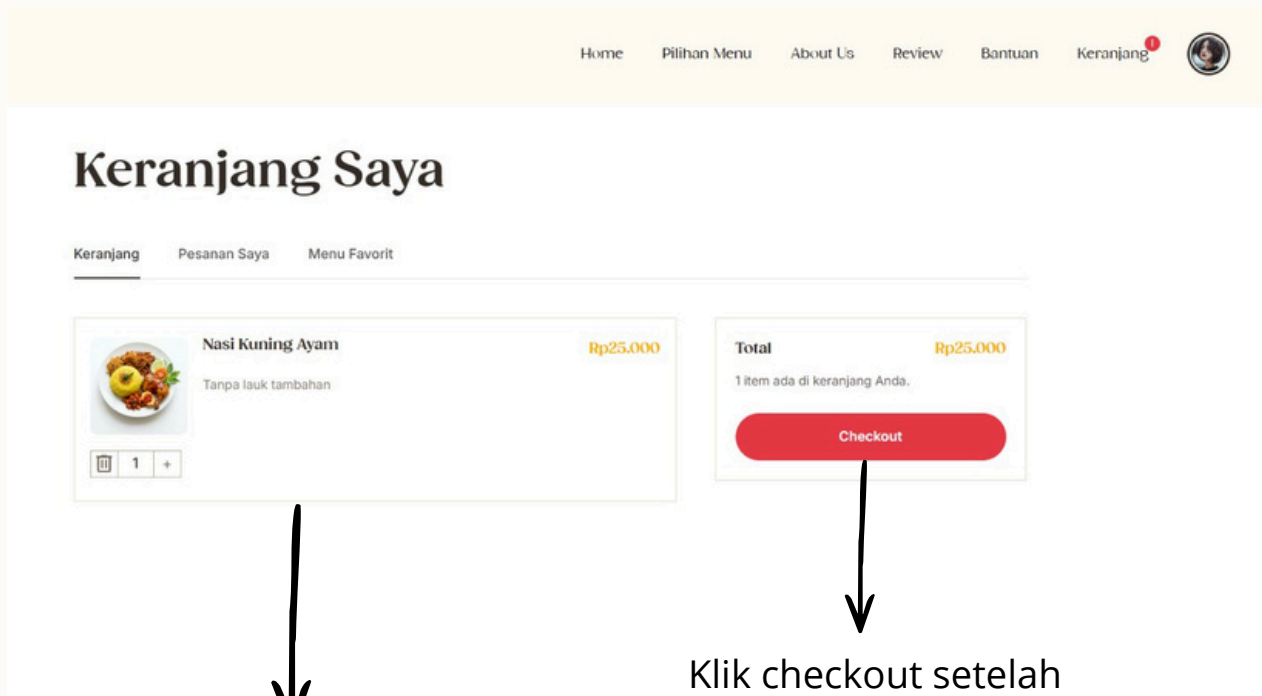 Home Pilihan Menu About Us Review Bantuan Keranjang 1
Keranjang Saya
Keranjang Pesanan Saya Menu Favorit
Nasi Kuning Ayam Rp25.000
Tanpa lauk tambahan
1 +
Total Rp25.000
1 item ada di keranjang Anda.
Checkout
Klik checkout setelah